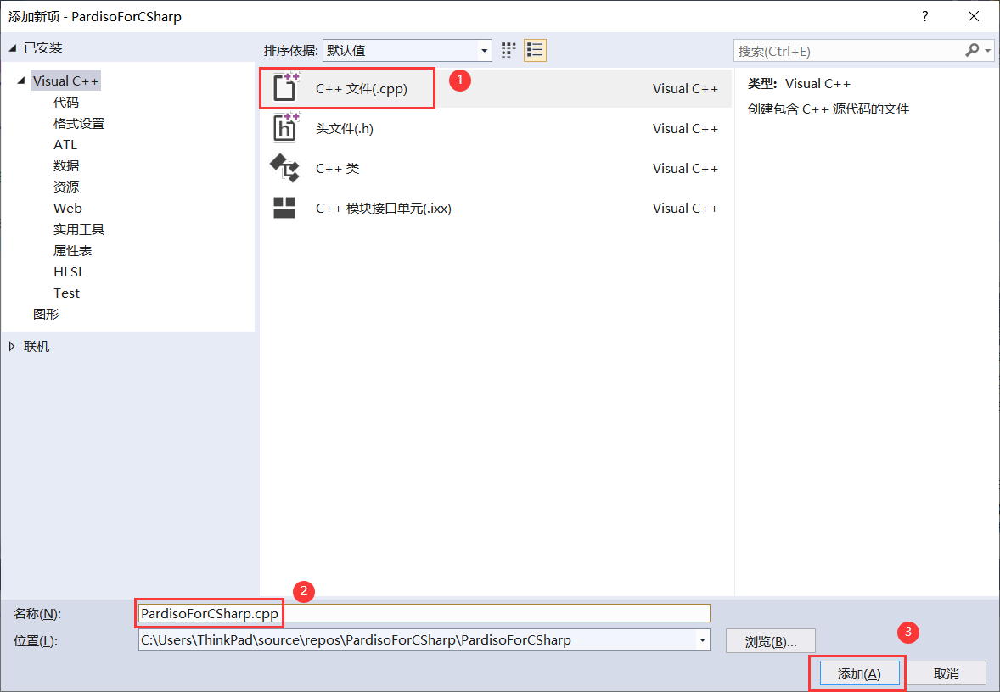 添加新项 - PardisoForCSharp
?
已安装
Visual C++
代码
格式设置
ATL
数据
资源
Web
实用工具
属性表
HLSL
Test
图形
联机
排序依据: 默认值
搜索(Ctrl+E)
C++ 文件(.cpp) Visual C++
1
头文件(.h) Visual C++
C++ 类 Visual C++
C++ 模块接口单元(.ixx) Visual C++
类型: Visual C++
创建包含 C++ 源代码的文件
2
名称(N): PardisoForCSharp.cpp
位置(L): C:\Users\ThinkPad\source\repos\PardisoForCSharp\PardisoForCSharp
浏览(B)...
3
添加(A)
取消